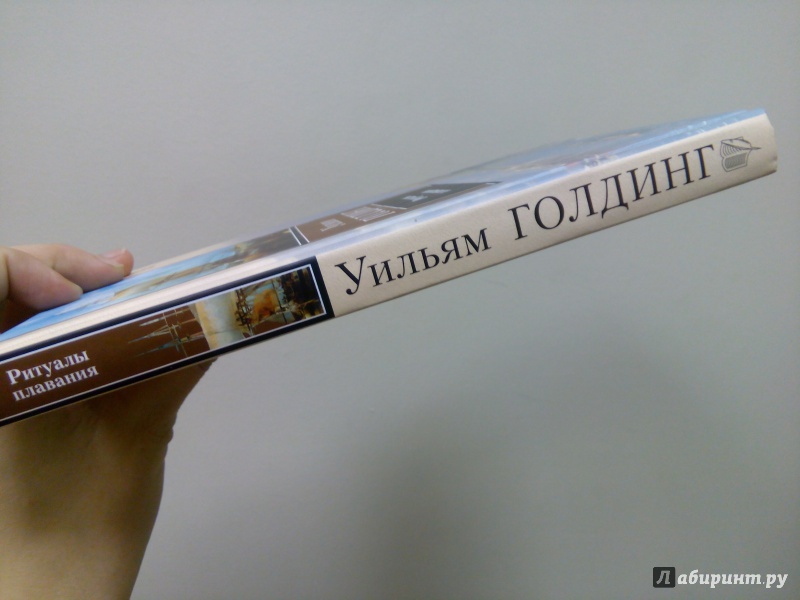 Уильям ГОЛДИНГ
Ритуалы
плавания
Лабиринт.ру